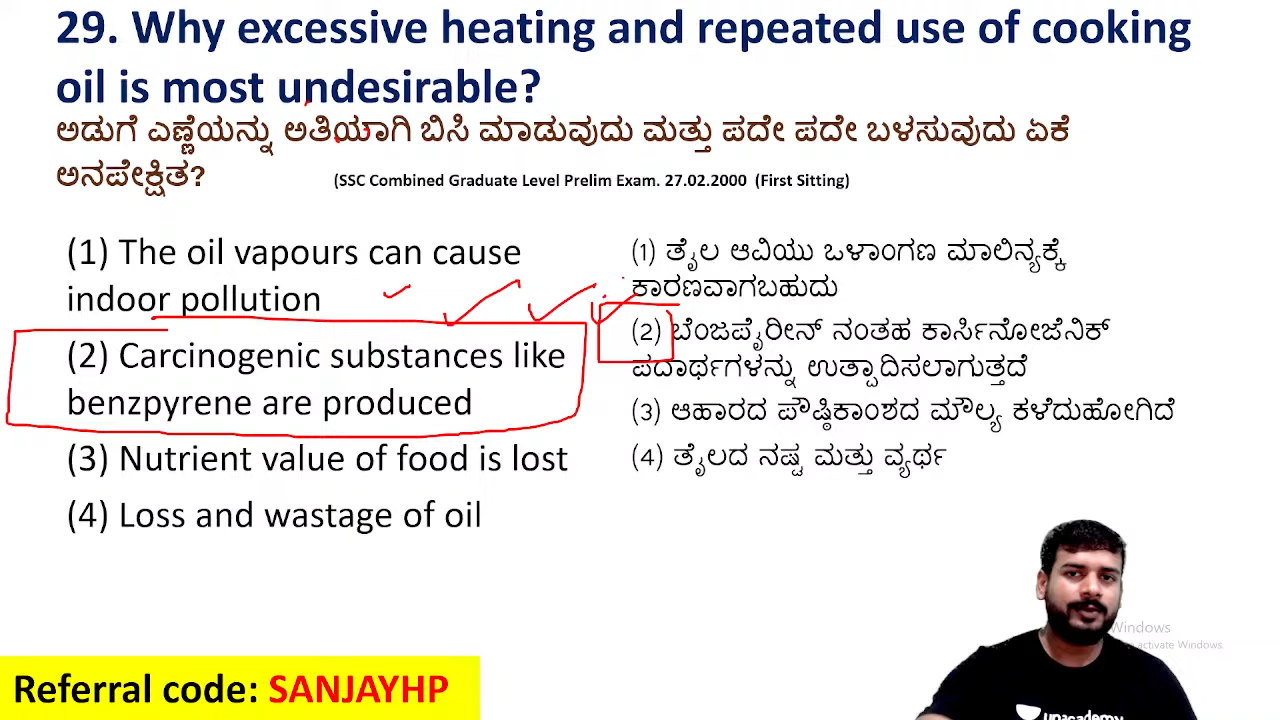 29. Why excessive heating and repeated use of cooking
oil is most undesirable?
ಅಡುಗೆ ಎಣ್ಣೆಯನ್ನು ಅತಿಯಾಗಿ ಬಿಸಿ ಮಾಡುವುದು ಮತ್ತು ಪದೇ ಪದೇ ಬಳಸುವುದು ಏಕೆ
ಅನಪೇಕ್ಷಿತ?
(SSC Combined Graduate Level Prelim Exam. 27.02.2000 (First Sitting)
(1) The oil vapours can cause
indoor pollution
(2) Carcinogenic substances like
benzpyrene are produced
(3) Nutrient value of food is lost
(4) Loss and wastage of oil
(1) ತೈಲ ಆವಿಯು ಒಳಾಂಗಣ ಮಾಲಿನ್ಯಕ್ಕೆ
ಕಾರಣವಾಗಬಹುದು
(2) ಬೆಂಜಪೈರೀನ್ ನಂತಹ ಕಾರ್ಸಿನೋಜೆನಿಕ್
ಪದಾರ್ಥಗಳನ್ನು ಉತ್ಪಾದಿಸಲಾಗುತ್ತದೆ
(3) ಆಹಾರದ ಪೌಷ್ಠಿಕಾಂಶದ ಮೌಲ್ಯ ಕಳೆದುಹೋಗಿದೆ
(4) ತೈಲದ ನಷ್ಟ ಮತ್ತು ವ್ಯರ್ಥ
Windows
activate Windows.
unacademy
Referral code: SANJAYHP